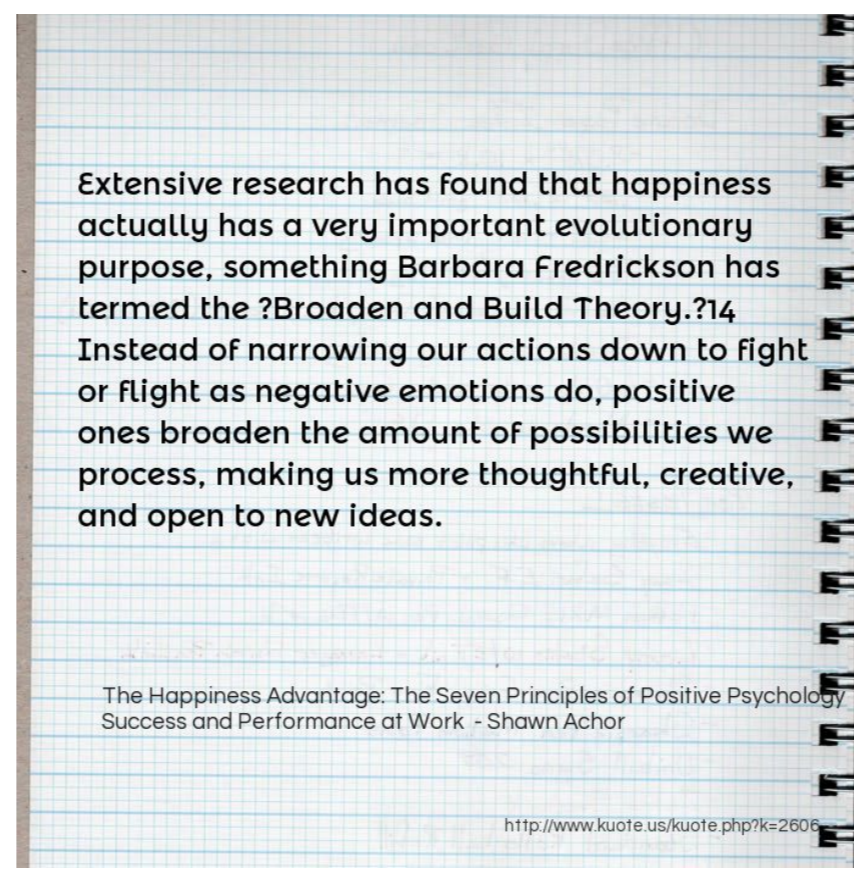 Extensive research has found that happiness
actually has a very important evolutionary
purpose, something Barbara Fredrickson has
termed the ?Broaden and Build Theory.?14
Instead of narrowing our actions down to fight
or flight as negative emotions do, positive
ones broaden the amount of possibilities we
process, making us more thoughtful, creative,
and open to new ideas.
The Happiness Advantage: The Seven Principles of Positive Psychology
Success and Performance at Work - Shawn Achor
http://www.kuote.us/kuote.php?k=2606